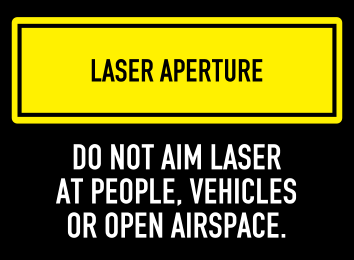 LASER APERTURE
DO NOT AIM LASER
AT PEOPLE, VEHICLES
OR OPEN AIRSPACE.